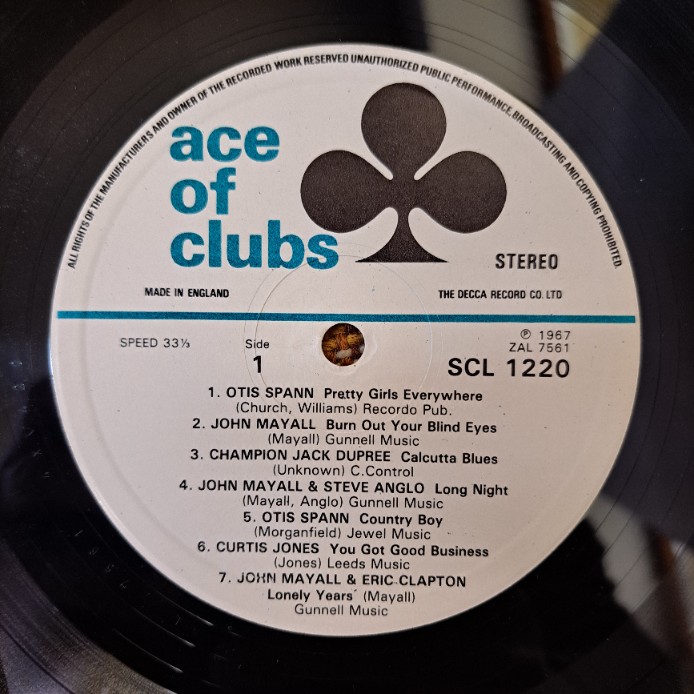 ALL RIGHTS OF THE MANUFACTURERS AND OWNER OF THE RECORDED WORK RESERVED UNAUTHORIZED PUBLIC PERFORMANCE, BROADCASTING AND COPYING PROHIBITED.
ace
of
clubs
STEREO
MADE IN ENGLAND
THE DECCA RECORD CO. LTD
SPEED 33⅓
Side
1
℗ 1967
ZAL 7561
SCL 1220
1. OTIS SPANN Pretty Girls Everywhere
(Church, Williams) Recordo Pub.
2. JOHN MAYALL Burn Out Your Blind Eyes
(Mayall) Gunnell Music
3. CHAMPION JACK DUPREE Calcutta Blues
(Unknown) C.Control
4. JOHN MAYALL & STEVE ANGLO Long Night
(Mayall, Anglo) Gunnell Music
5. OTIS SPANN Country Boy
(Morganfield) Jewel Music
6. CURTIS JONES You Got Good Business
(Jones) Leeds Music
7. JOHN MAYALL & ERIC CLAPTON
Lonely Years (Mayall)
Gunnell Music